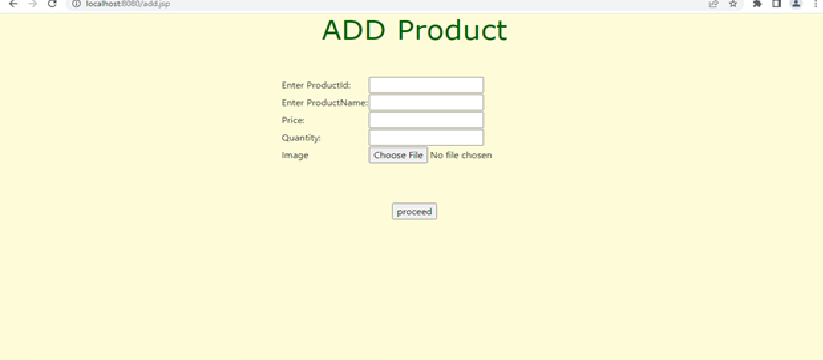 localhost:8080/add.jsp
ADD Product
Enter ProductId:
Enter ProductName:
Price:
Quantity:
Image Choose File No file chosen
proceed